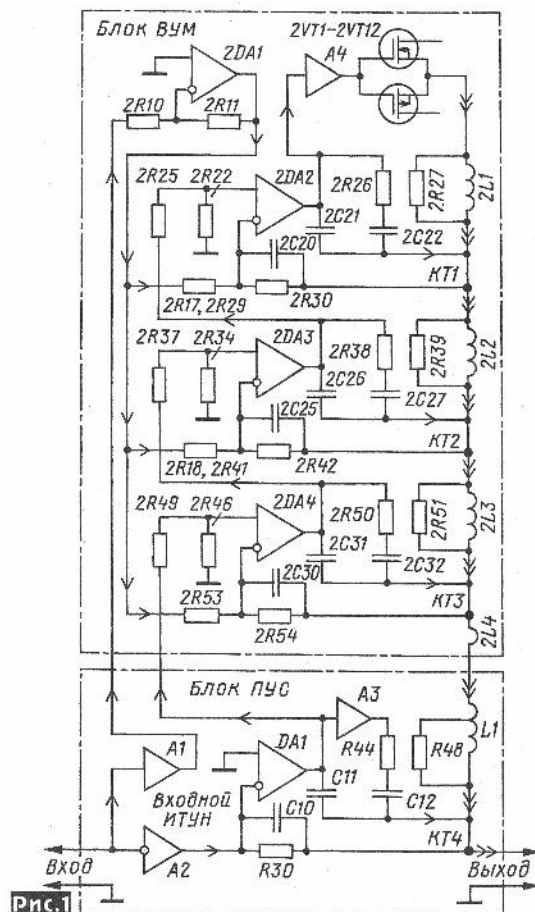 Блок ВУМ
2DA1
2VT1–2VT12
A4
2R10
2R11
2R25
2R22
2DA2
2R26
2R27
2L1
2C21
2C20
2C22
KT1
2R17, 2R29
2R30
2R37
2R34
2DA3
2R38
2R39
2L2
2C26
2C25
2C27
KT2
2R18, 2R41
2R42
2R49
2R46
2DA4
2R50
2R51
2L3
2C31
2C30
2C32
KT3
2R53
2R54
2L4
Блок ПУС
A3
DA1
R44
R48
L1
A1
C11
Входной
ИТУН
C10
C12
KT4
Вход
A2
R30
Выход
Рис.1